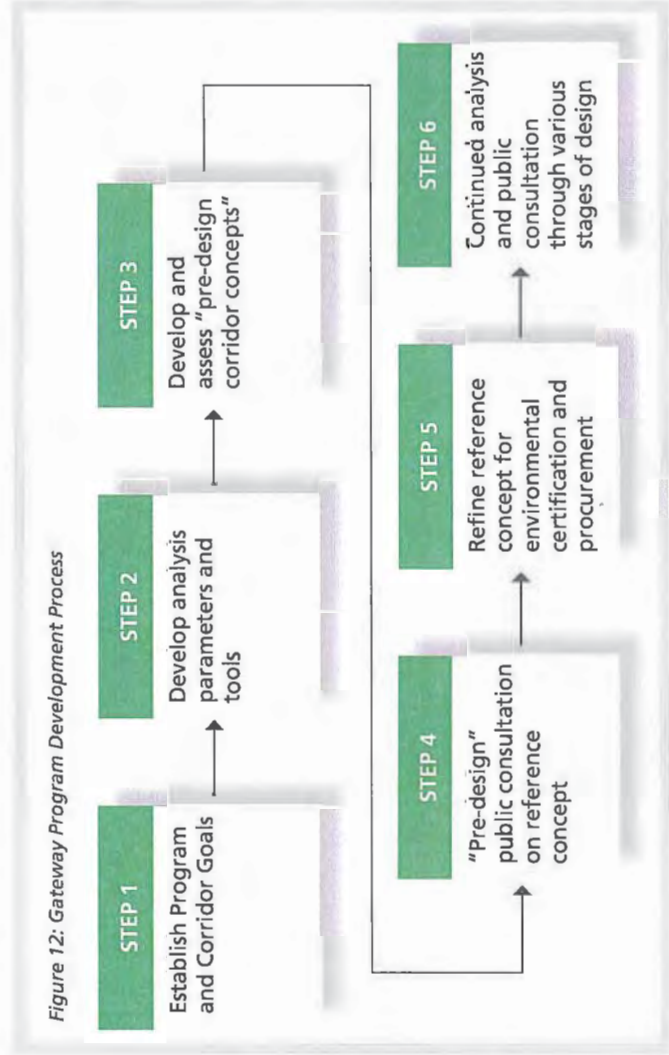 Figure 12: Gateway Program Development Process
STEP 1
Establish Program
and Corridor Goals
STEP 2
Develop analysis
parameters and
tools
STEP 3
Develop and
assess "pre-design
corridor concepts"
STEP 4
"Pre-design"
public consultation
on reference
concept
STEP 5
Refine reference
concept for
environmental
certification and
procurement
STEP 6
Continued analysis
and public
consultation
through various
stages of design